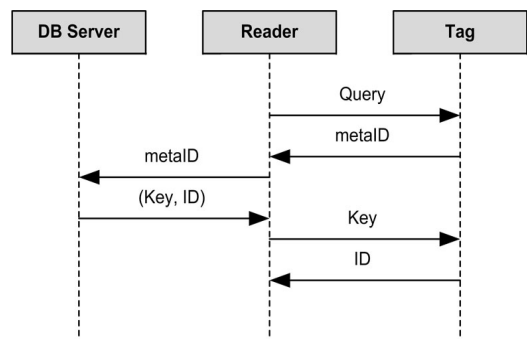 DB Server Reader Tag
Query
metaID
metaID
(Key, ID)
Key
ID